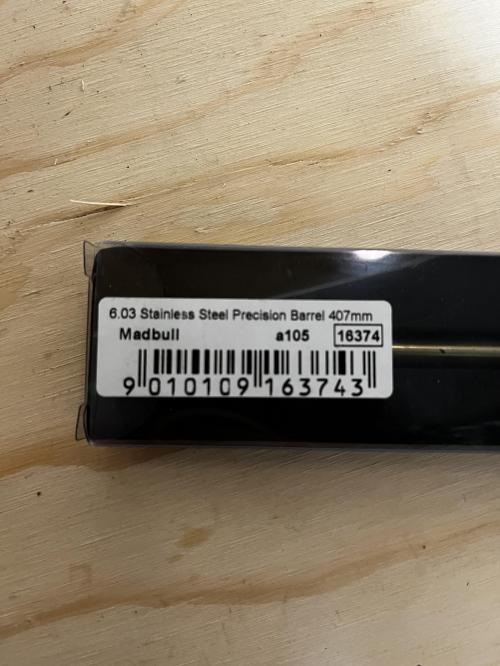 6.03 Stainless Steel Precision Barrel 407mm
Madbull a105 16374
9 010109 163743